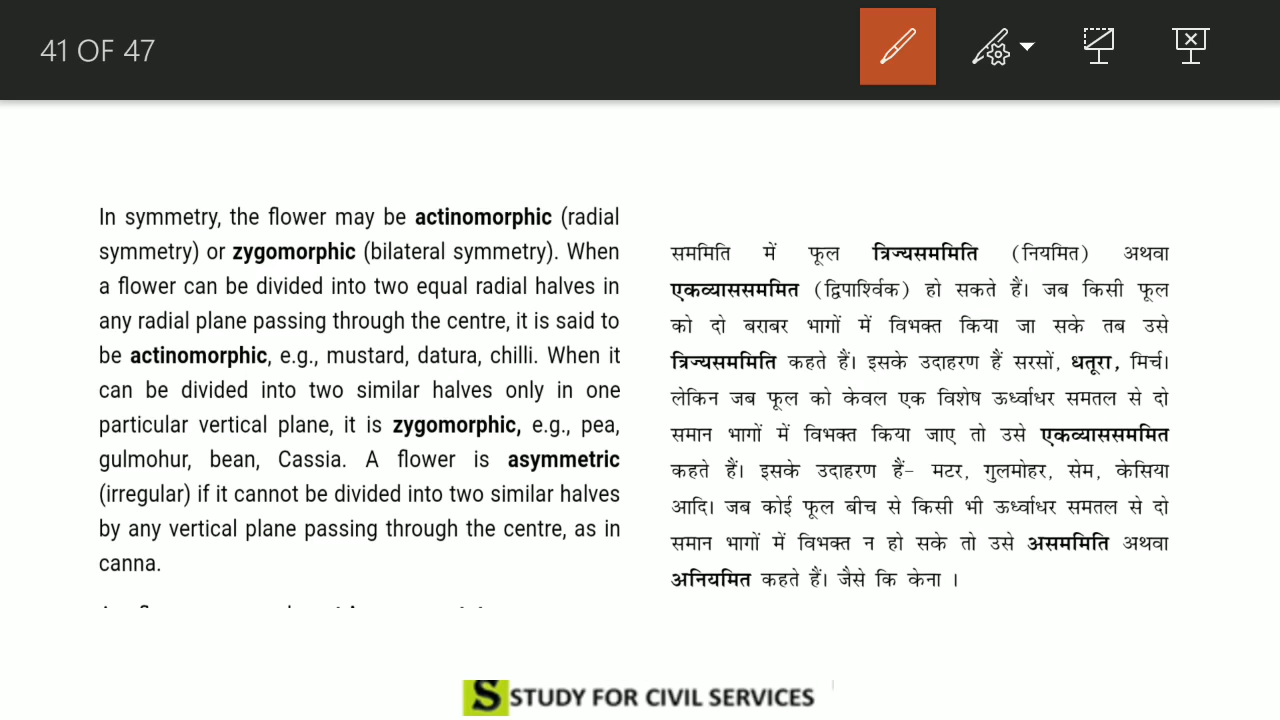 41 OF 47
In symmetry, the flower may be actinomorphic (radial
symmetry) or zygomorphic (bilateral symmetry). When
a flower can be divided into two equal radial halves in
any radial plane passing through the centre, it is said to
be actinomorphic, e.g., mustard, datura, chilli. When it
can be divided into two similar halves only in one
particular vertical plane, it is zygomorphic, e.g., pea,
gulmohur, bean, Cassia. A flower is asymmetric
(irregular) if it cannot be divided into two similar halves
by any vertical plane passing through the centre, as in
canna.
सममिति में फूल त्रिज्यसममिति (नियमित) अथवा
एकव्याससममित (द्विपार्श्विक) हो सकते हैं। जब किसी फूल
को दो बराबर भागों में विभक्त किया जा सके तब उसे
त्रिज्यसममिति कहते हैं। इसके उदाहरण हैं सरसों, धतूरा, मिर्च।
लेकिन जब फूल को केवल एक विशेष ऊर्ध्वाधर समतल से दो
समान भागों में विभक्त किया जाए तो उसे एकव्याससममित
कहते हैं। इसके उदाहरण हैं- मटर, गुलमोहर, सेम, केसिया
आदि। जब कोई फूल बीच से किसी भी ऊर्ध्वाधर समतल से दो
समान भागों में विभक्त न हो सके तो उसे असममिति अथवा
अनियमित कहते हैं। जैसे कि केना ।
S STUDY FOR CIVIL SERVICES